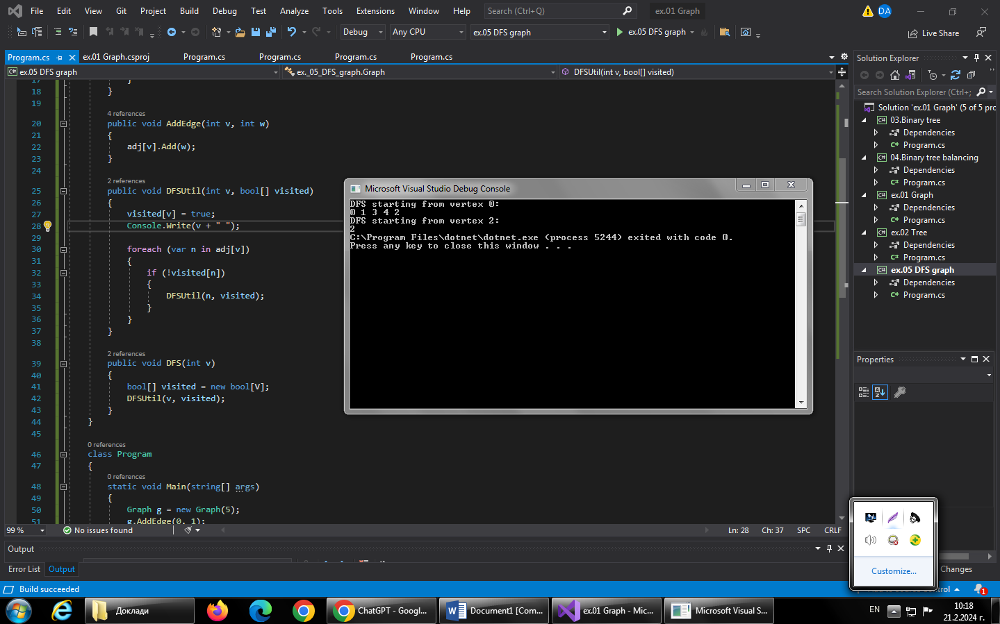 File Edit View Git Project Build Debug Test Analyze Tools Extensions Window Help Search (Ctrl+Q) ex.01 Graph DA
Debug Any CPU ex.05 DFS graph ex.05 DFS graph Live Share
Program.cs ex.01 Graph.csproj Program.cs Program.cs Program.cs Program.cs
ex.05 DFS graph ex._05_DFS_graph.Graph DFSUtil(int v, bool[] visited)
17 }
18 }
19
4 references
20 public void AddEdge(int v, int w)
21 {
22 adj[v].Add(w);
23 }
24
2 references
25 public void DFSUtil(int v, bool[] visited)
26 {
27 visited[v] = true;
28 Console.Write(v + " ");
29
30 foreach (var n in adj[v])
31 {
32 if (!visited[n])
33 {
34 DFSUtil(n, visited);
35 }
36 }
37 }
38
2 references
39 public void DFS(int v)
40 {
41 bool[] visited = new bool[V];
42 DFSUtil(v, visited);
43 }
44 }
45
0 references
46 class Program
47 {
0 references
48 static void Main(string[] args)
49 {
50 Graph g = new Graph(5);
51 g.AddEdge(0, 1);
99 % No issues found Ln: 28 Ch: 37 SPC CRLF
Output
Error List Output
Build succeeded
Microsoft Visual Studio Debug Console
DFS starting from vertex 0:
0 1 3 4 2
DFS starting from vertex 2:
2
C:\Program Files\dotnet\dotnet.exe (process 5244) exited with code 0.
Press any key to close this window . . .
Solution Explorer
Search Solution Explorer (Ctrl+;
Solution 'ex.01 Graph' (5 of 5 pro
C# 03.Binary tree
Dependencies
C# Program.cs
C# 04.Binary tree balancing
Dependencies
C# Program.cs
C# ex.01 Graph
Dependencies
C# Program.cs
C# ex.02 Tree
Dependencies
C# Program.cs
C# ex.05 DFS graph
Dependencies
C# Program.cs
Properties
Customize...
Changes
1
Доклади ChatGPT - Googl... Document1 [Com... ex.01 Graph - Mic... Microsoft Visual S... EN 10:18
21.2.2024 г.